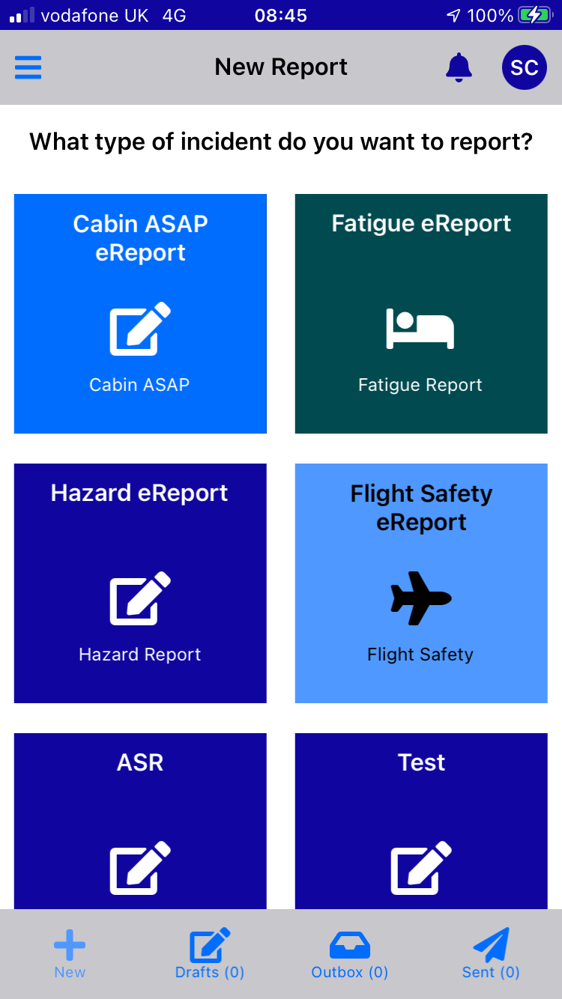 vodafone UK 4G 08:45 100%
New Report SC
What type of incident do you want to report?
Cabin ASAP
eReport
Cabin ASAP
Fatigue eReport
Fatigue Report
Hazard eReport
Hazard Report
Flight Safety
eReport
Flight Safety
ASR
Test
New Drafts (0) Outbox (0) Sent (0)